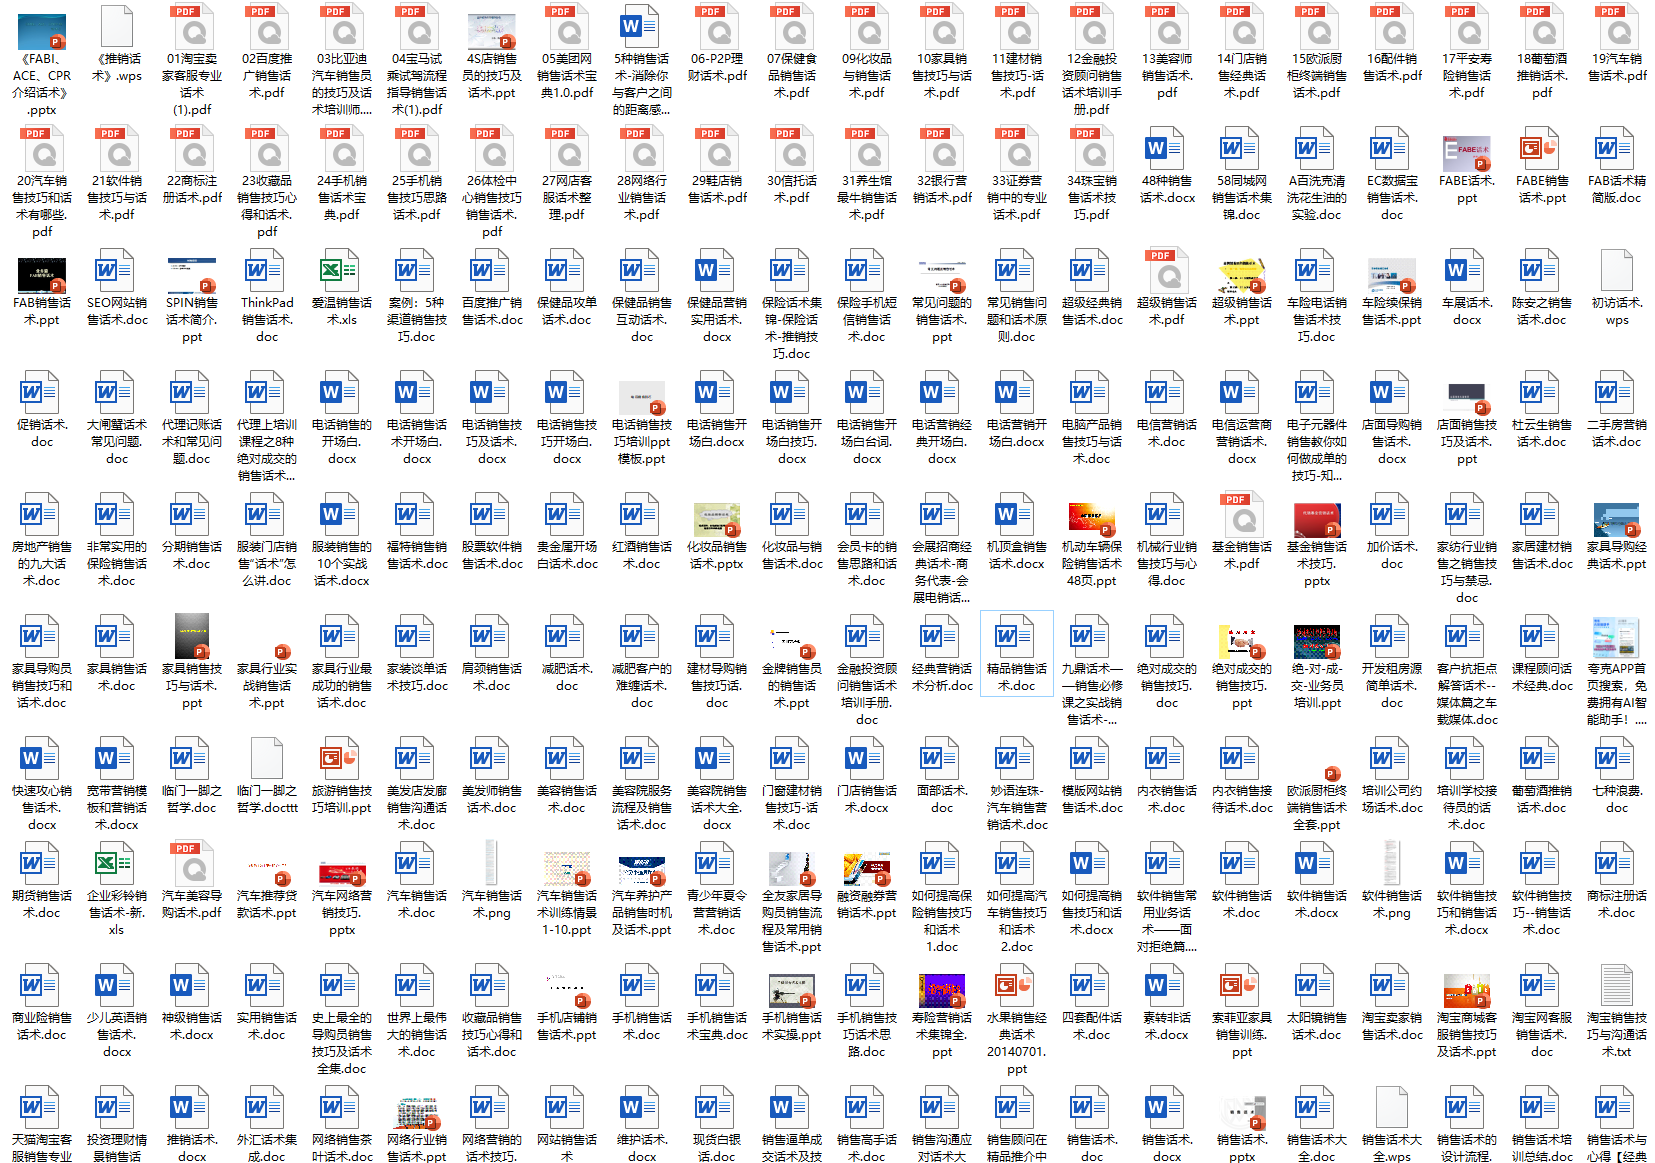 《FABI、
ACE、CPR
介绍话术》
.pptx
《推销话
术》.wps
01淘宝卖
家客服专业
话术
(1).pdf
02百度推
广销售话
术.pdf
03比亚迪
汽车销售员
的技巧及话
术培训师....
04宝马试
乘试驾流程
指导销售话
术(1).pdf
4S店销售
员的技巧及
话术.ppt
05美团网
销售话术宝
典1.0.pdf
5种销售话
术-消除你
与客户之间
的距离感...
06-P2P理
财话术.pdf
07保健食
品销售话
术.pdf
09化妆品
与销售话
术.pdf
10家具销
售技巧与话
术.pdf
11建材销
售技巧-话
术.pdf
12金融投
资顾问销售
话术培训手
册.pdf
13美容师
销售话术.
pdf
14门店销
售经典话
术.pdf
15欧派厨
柜终端销售
话术.pdf
16配件销
售话术.
pdf
17平安寿
险销售话
术.pdf
18葡萄酒
推销话术.
pdf
19汽车销
售话术.pdf
20汽车销
售技巧和话
术有哪些.
pdf
21软件销
售技巧与话
术.pdf
22商标注
册话术.pdf
23收藏品
销售技巧心
得和话术.
pdf
24手机销
售话术宝
典.pdf
25手机销
售技巧思路
话术.pdf
26体检中
心销售技巧
销售话术.
pdf
27网店客
服话术整
理.pdf
28网络行
业销售话
术.pdf
29鞋店销
售话术.pdf
30信托话
术.pdf
31养生馆
最牛销售话
术.pdf
32银行营
销话术.pdf
33证券营
销中的专业
话术.pdf
34珠宝销
售话术技
巧.pdf
48种销售
话术.docx
58同城网
销售话术集
锦.doc
A百洗克清
洗花生油的
实验.doc
EC数据宝
销售话术.
doc
FABE话术.
ppt
FABE销售
话术.ppt
FAB话术精
简版.doc
FAB销售话
术.ppt
SEO网站销
售话术.doc
SPIN销售
话术简介.
ppt
ThinkPad
销售话术.
doc
爱温销售话
术.xls
案例：5种
渠道销售技
巧.doc
百度推广销
售话术.doc
保健品攻单
话术.doc
保健品销售
互动话术.
doc
保健品营销
实用话术.
docx
保险话术集
锦-保险话
术-推销技
巧.doc
保险手机短
信销售话
术.doc
常见问题的
销售话术.
ppt
常见销售问
题和话术原
则.doc
超级经典销
售话术.doc
超级销售话
术.pdf
超级销售话
术.ppt
车险电话销
售话术技
巧.doc
车险续保销
售话术.ppt
车展话术.
docx
陈安之销售
话术.doc
初访话术.
wps
促销话术.
doc
大闸蟹话术
常见问题.
doc
代理记账话
术和常见问
题.doc
代理上培训
课程之8种
绝对成交的
销售话术...
电话销售的
开场白.
docx
电话销售话
术开场白.
docx
电话销售技
巧及话术.
docx
电话销售技
巧开场白.
docx
电话销售技
巧培训ppt
模板.ppt
电话销售开
场白.docx
电话销售开
场白技巧.
docx
电话销售开
场白台词.
docx
电话营销经
典开场白.
docx
电话营销开
场白.docx
电脑产品销
售技巧与话
术.doc
电信营销话
术.doc
电信运营商
营销话术.
docx
电子元器件
销售教你如
何做成单的
技巧-知...
店面导购销
售话术.
docx
店面销售技
巧及话术.
ppt
杜云生销售
话术.doc
二手房营销
话术.doc
房地产销售
的九大话
术.doc
非常实用的
保险销售话
术.doc
分期销售话
术.doc
服装门店销
售“话术”怎
么讲.doc
服装销售的
10个实战
话术.docx
福特销售销
售话术.doc
股票软件销
售话术.doc
贵金属开场
白话术.doc
红酒销售话
术.doc
化妆品销售
话术.pptx
化妆品与销
售话术.doc
会员卡的销
售思路和话
术.doc
会展招商经
典话术-商
务代表-会
展电销话...
机顶盒销售
话术.docx
机动车辆保
险销售话术
48页.ppt
机械行业销
售技巧与心
得.doc
基金销售话
术.pdf
基金销售话
术技巧.
pptx
加价话术.
doc
家纺行业销
售之销售技
巧与禁忌.
doc
家居建材销
售话术.doc
家具导购经
典话术.ppt
家具导购员
销售技巧和
话术.doc
家具销售话
术.doc
家具销售技
巧与话术.
ppt
家具行业实
战销售话
术.ppt
家具行业最
成功的销售
话术.doc
家装谈单话
术技巧.doc
肩颈销售话
术.doc
减肥话术.
doc
减肥客户的
难缠话术.
doc
建材导购销
售技巧话.
doc
金牌销售员
的销售话
术.ppt
金融投资顾
问销售话术
培训手册.
doc
经典营销话
术分析.doc
精品销售话
术.doc
九鼎话术—
—销售必修
课之实战销
售话术-...
绝对成交的
销售技巧.
doc
绝对成交的
销售技巧.
ppt
绝-对-成-
交-业务员
培训.ppt
开发租房源
简单话术.
doc
客户抗拒点
解答话术--
媒体篇之车
载媒体.doc
课程顾问话
术经典.doc
夸克APP首
页搜索，免
费拥有AI智
能助手！....
快速攻心销
售话术.
docx
宽带营销模
板和营销话
术.docx
临门一脚之
哲学.doc
临门一脚之
哲学.docttt
旅游销售技
巧培训.ppt
美发店发廊
销售沟通话
术.doc
美发师销售
话术.doc
美容销售话
术.doc
美容院服务
流程及销售
话术.doc
美容院销售
话术大全.
docx
门窗建材销
售技巧-话
术.doc
门店销售话
术.docx
面部话术.
doc
妙语连珠-
汽车销售营
销话术.doc
模版网站销
售话术.doc
内衣销售话
术.doc
内衣销售接
待话术.doc
欧派厨柜终
端销售话术
全套.ppt
培训公司约
场话术.doc
培训学校接
待员的话
术.doc
葡萄酒推销
话术.doc
七种浪费.
doc
期货销售话
术.doc
企业彩铃销
售话术-新.
xls
汽车美容导
购话术.pdf
汽车推荐贷
款话术.ppt
汽车网络营
销技巧.
pptx
汽车销售话
术.doc
汽车销售话
术.png
汽车销售话
术训练情景
1-10.ppt
汽车养护产
品销售时机
及话术.ppt
青少年夏令
营营销话
术.doc
全友家居导
购员销售流
程及常用销
售话术.ppt
融资融券营
销话术.ppt
如何提高保
险销售技巧
和话术
1.doc
如何提高汽
车销售技巧
和话术
2.doc
如何提高销
售技巧和话
术.docx
软件销售常
用业务话
术——面
对拒绝篇....
软件销售话
术.doc
软件销售话
术.docx
软件销售话
术.png
软件销售技
巧和销售话
术.docx
软件销售技
巧--销售话
术.doc
商标注册话
术.doc
商业险销售
话术.doc
少儿英语销
售话术.
docx
神级销售话
术.docx
实用销售话
术.doc
史上最全的
导购员销售
技巧及话术
全集.doc
世界上最伟
大的销售话
术.doc
收藏品销售
技巧心得和
话术.doc
手机店铺销
售话术.ppt
手机销售话
术.doc
手机销售话
术宝典.doc
手机销售话
术实操.ppt
手机销售技
巧话术思
路.doc
寿险营销话
术集锦全.
ppt
水果销售经
典话术
20140701.
ppt
四套配件话
术.doc
素转非话
术.docx
索菲亚家具
销售训练.
ppt
太阳镜销售
话术.doc
淘宝卖家销
售话术.doc
淘宝商城客
服销售技巧
及话术.ppt
淘宝网客服
销售话术.
doc
淘宝销售技
巧与沟通话
术.txt
天猫淘宝客
服销售专业
投资理财情
景销售话
推销话术.
docx
外汇话术集
成.doc
网络销售茶
叶话术.doc
网络行业销
售话术.ppt
网络营销的
话术技巧.
网站销售话
术
维护话术.
docx
现货白银
话.doc
销售逼单成
交话术及技
销售高手话
术.doc
销售沟通应
对话术大
销售顾问在
精品推介中
销售话术.
doc
销售话术.
docx
销售话术.
pptx
销售话术大
全.doc
销售话术大
全.wps
销售话术的
设计流程.
销售话术培
训总结.doc
销售话术与
心得【经典